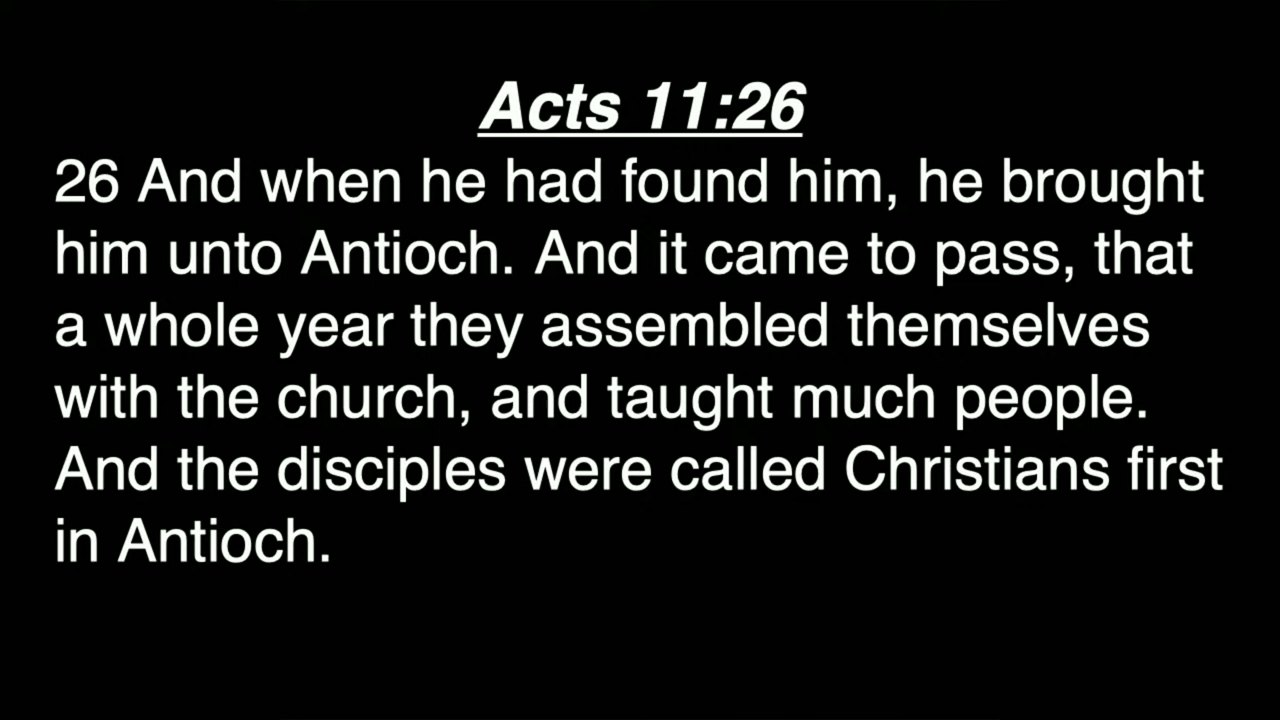 Acts 11:26
26 And when he had found him, he brought
him unto Antioch. And it came to pass, that
a whole year they assembled themselves
with the church, and taught much people.
And the disciples were called Christians first
in Antioch.